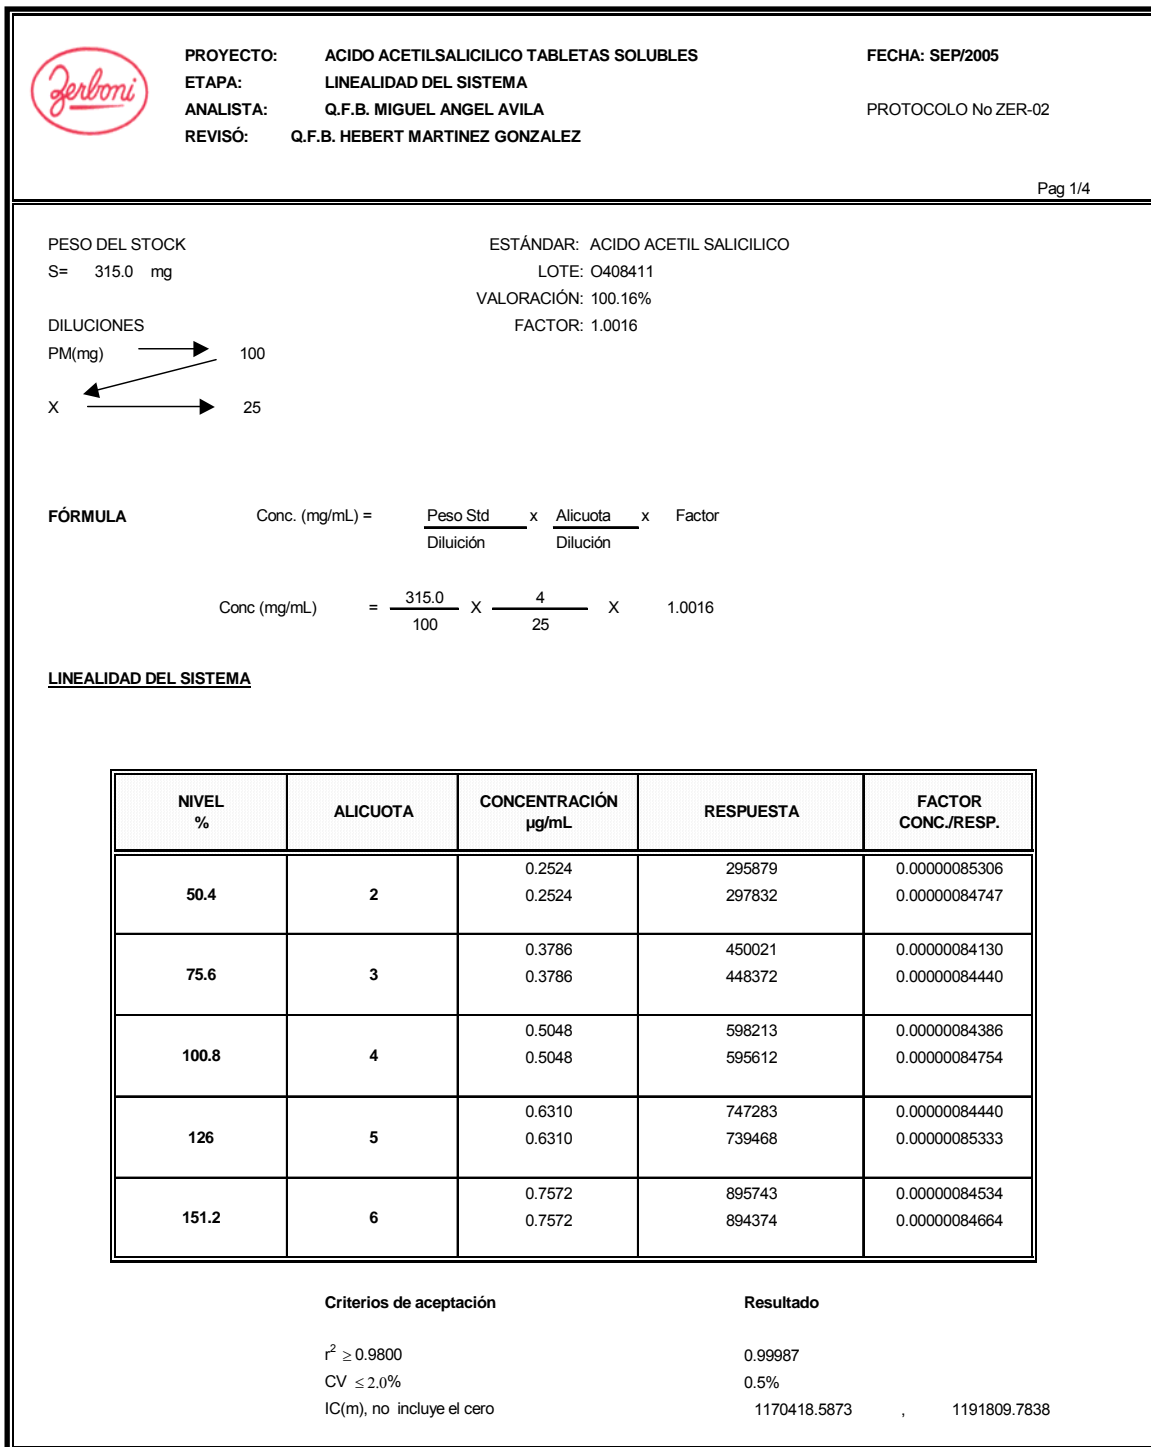 Zerboni
PROYECTO: ACIDO ACETILSALICILICO TABLETAS SOLUBLES FECHA: SEP/2005
ETAPA: LINEALIDAD DEL SISTEMA
ANALISTA: Q.F.B. MIGUEL ANGEL AVILA PROTOCOLO No ZER-02
REVISÓ: Q.F.B. HEBERT MARTINEZ GONZALEZ
Pag 1/4
PESO DEL STOCK ESTÁNDAR: ACIDO ACETIL SALICILICO
S= 315.0 mg LOTE: O408411
VALORACIÓN: 100.16%
DILUCIONES FACTOR: 1.0016
PM(mg) 100
X 25
FÓRMULA Conc. (mg/mL) = Peso Std x Alicuota x Factor
Diluición Dilución
Conc (mg/mL) = 315.0 X 4 X 1.0016
100 25
LINEALIDAD DEL SISTEMA
NIVEL % ALICUOTA CONCENTRACIÓN µg/mL RESPUESTA FACTOR CONC./RESP.
0.2524 295879 0.00000085306
50.4 2 0.2524 297832 0.00000084747
0.3786 450021 0.00000084130
75.6 3 0.3786 448372 0.00000084440
0.5048 598213 0.00000084386
100.8 4 0.5048 595612 0.00000084754
0.6310 747283 0.00000084440
126 5 0.6310 739468 0.00000085333
0.7572 895743 0.00000084534
151.2 6 0.7572 894374 0.00000084664
Criterios de aceptación Resultado
r² ≥ 0.9800 0.99987
CV ≤ 2.0% 0.5%
IC(m), no incluye el cero 1170418.5873 , 1191809.7838